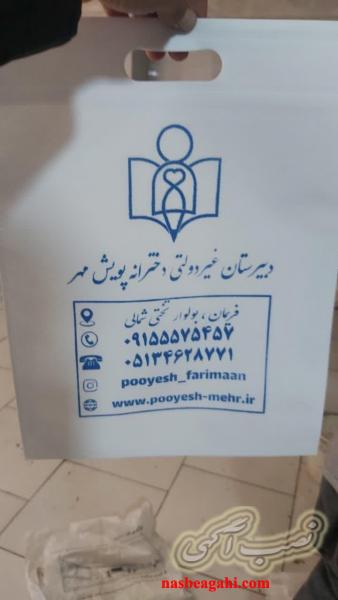 دبیرستان غیردولتی دخترانه پویش مهر
فریمان ، بولوار تختی شمالی
۰۹۱۵۵۵۷۵۴۵۷
۰۵۱۳۴۶۲۸۷۷۱
pooyesh_farimaan
www.pooyesh-mehr.ir
نصب آگهی
nasbeagahi.com